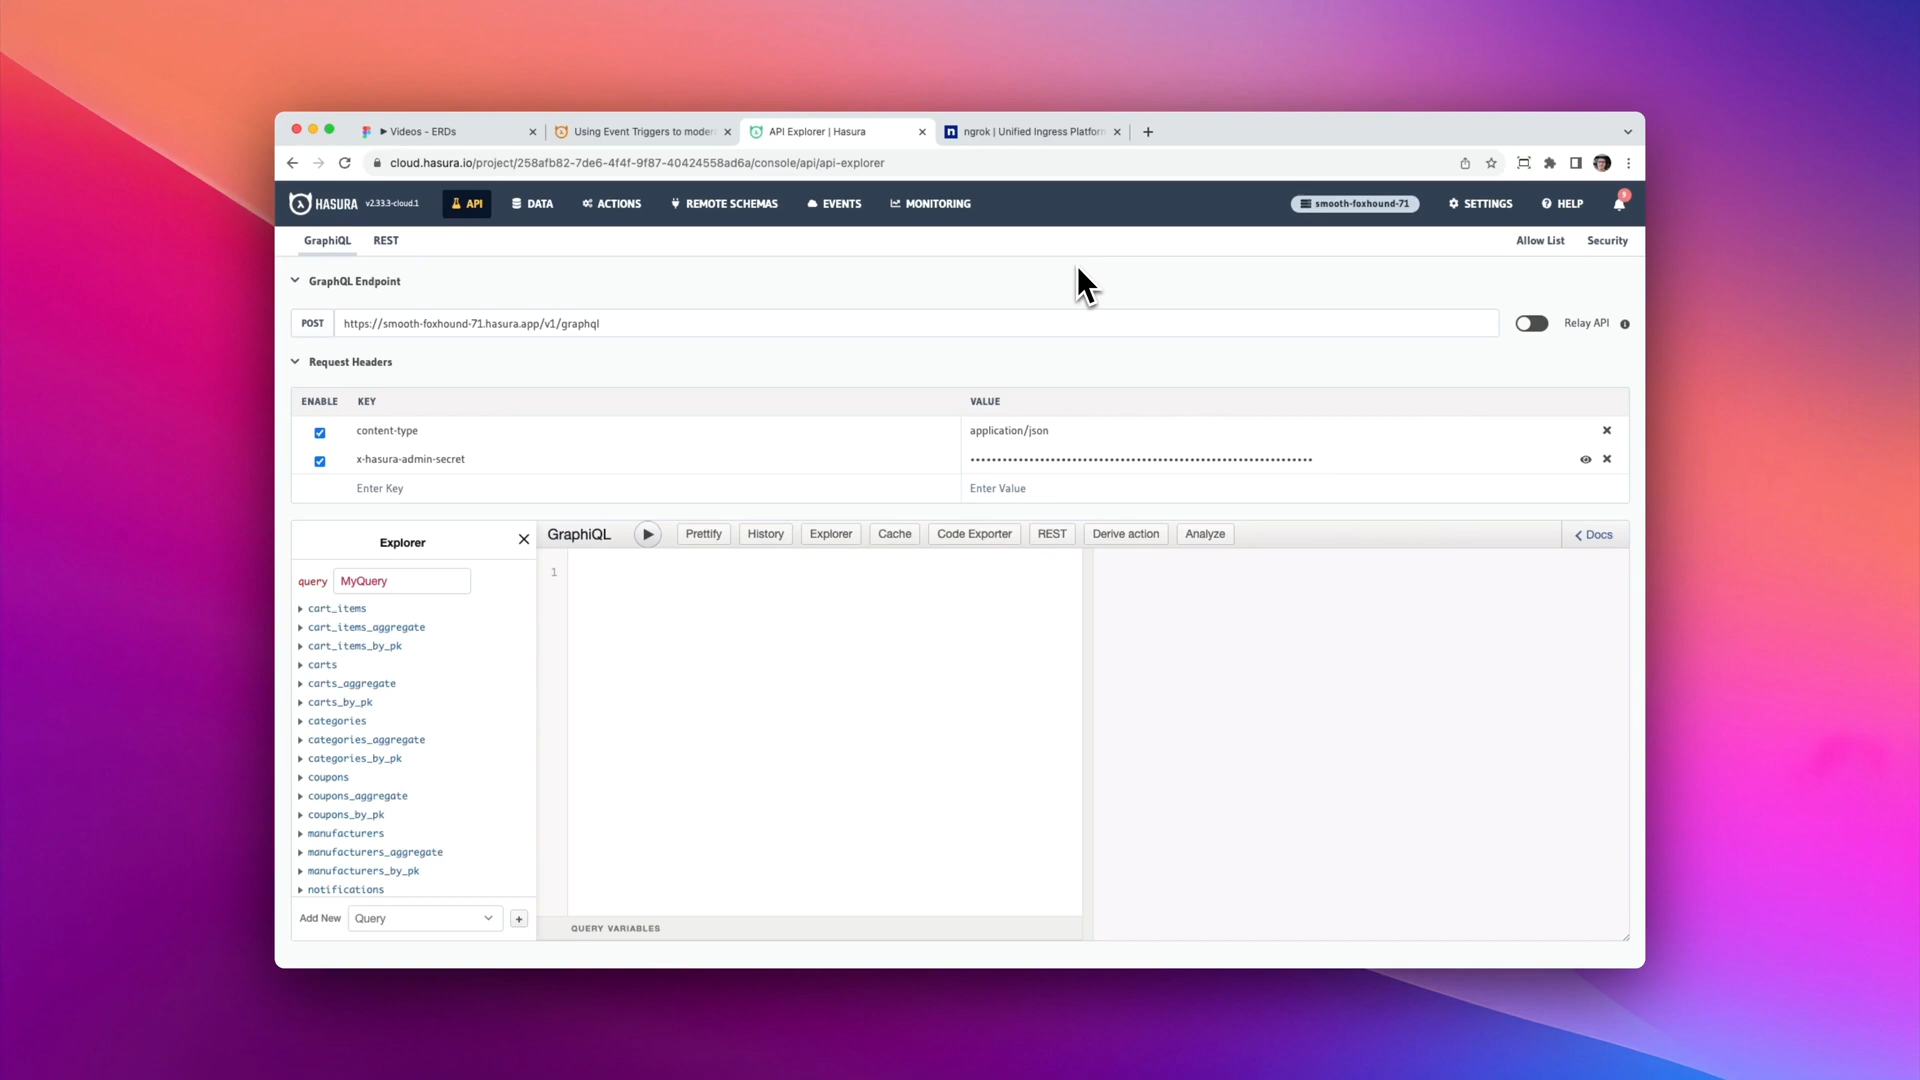 Videos - ERDs
Using Event Triggers to moder
API Explorer | Hasura
ngrok | Unified Ingress Platform
cloud.hasura.io/project/258afb82-7de6-4f4f-9f87-40424558ad6a/console/api/api-explorer
HASURA v2.33.3-cloud.1 API DATA ACTIONS REMOTE SCHEMAS EVENTS MONITORING smooth-foxhound-71 SETTINGS HELP 9
GraphiQL REST Allow List Security
GraphQL Endpoint
POST https://smooth-foxhound-71.hasura.app/v1/graphql Relay API
Request Headers
ENABLE KEY VALUE
content-type application/json
x-hasura-admin-secret ••••••••••••••••••••••••••••••••••••••••••••••••••••••••••••••••
Enter Key Enter Value
Explorer
GraphiQL Prettify History Explorer Cache Code Exporter REST Derive action Analyze Docs
query MyQuery
1
cart_items
cart_items_aggregate
cart_items_by_pk
carts
carts_aggregate
carts_by_pk
categories
categories_aggregate
categories_by_pk
coupons
coupons_aggregate
coupons_by_pk
manufacturers
manufacturers_aggregate
manufacturers_by_pk
notifications
Add New Query +
QUERY VARIABLES